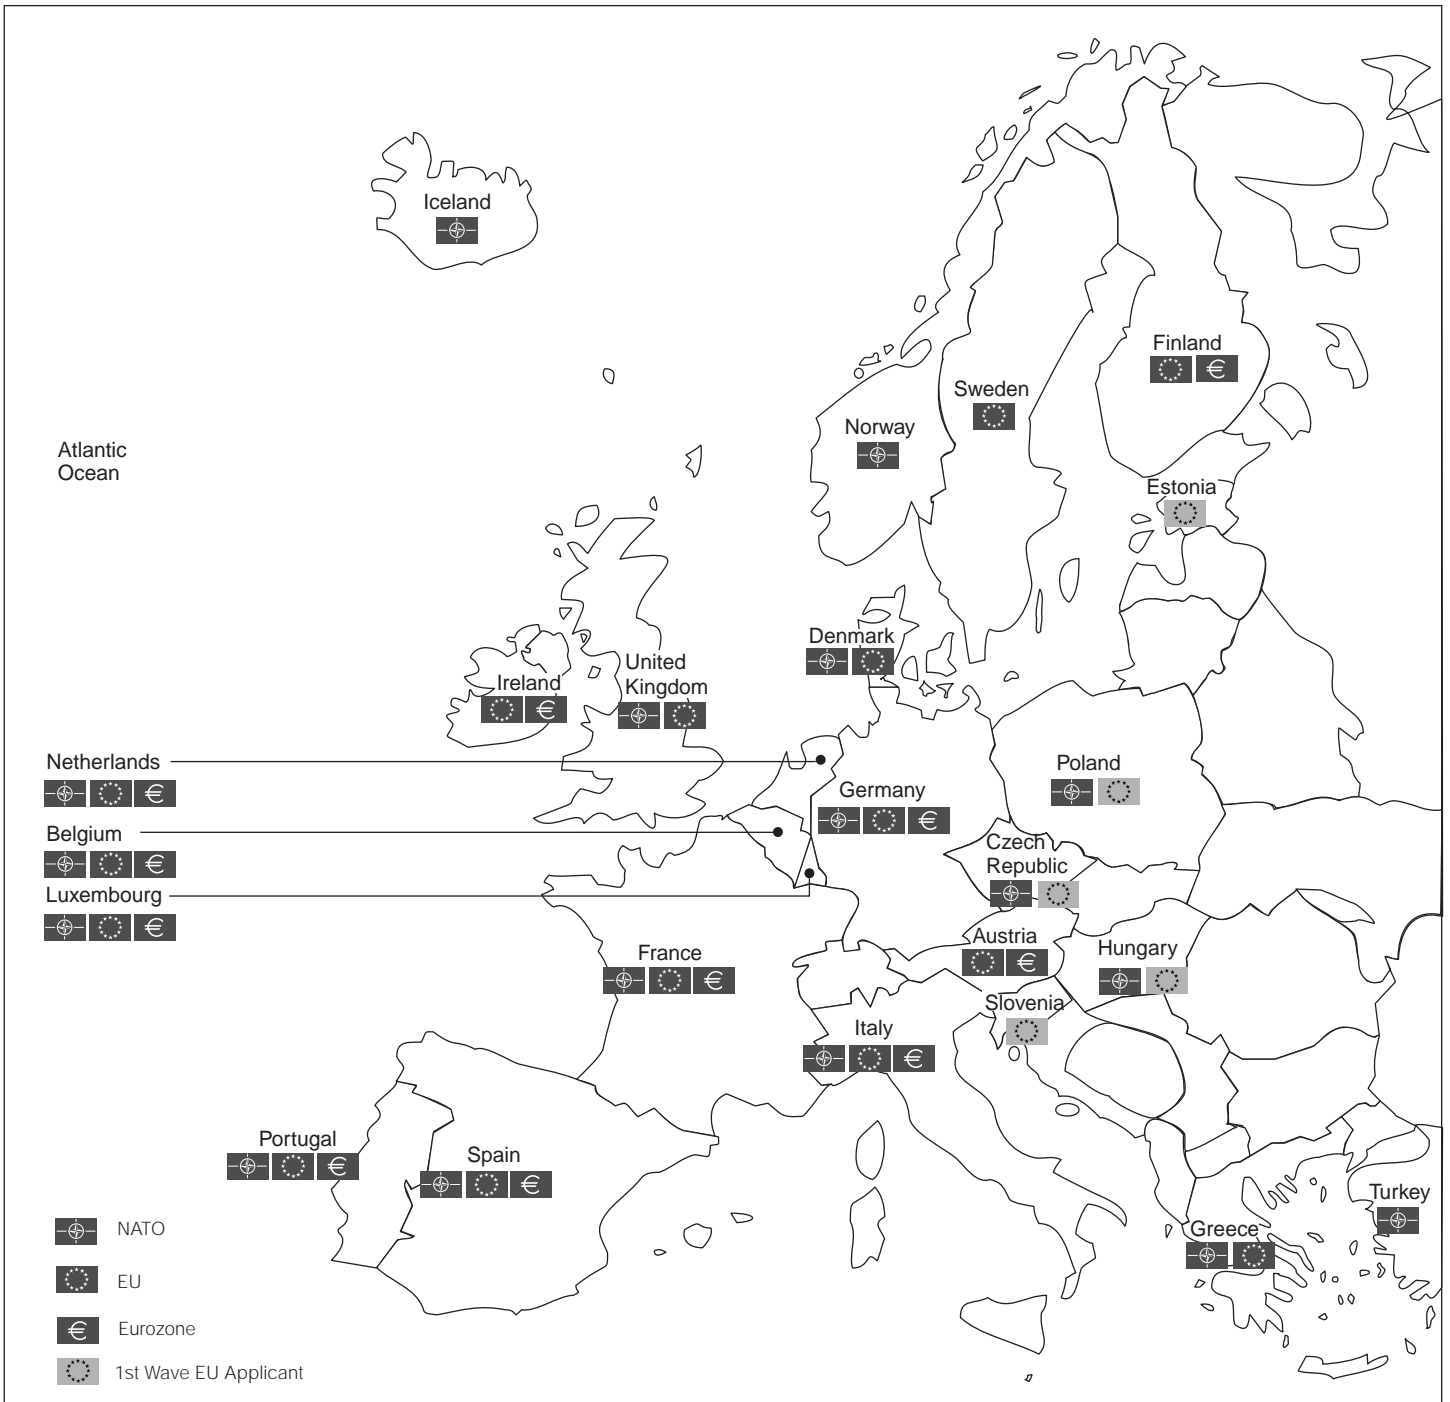 Iceland
Finland
Sweden
Norway
Atlantic
Ocean
Estonia
Denmark
United
Kingdom
Ireland
Netherlands
Poland
Germany
Belgium
Czech
Republic
Luxembourg
Austria
Hungary
France
Slovenia
Italy
Portugal
Spain
Turkey
Greece
NATO
EU
€ Eurozone
1st Wave EU Applicant